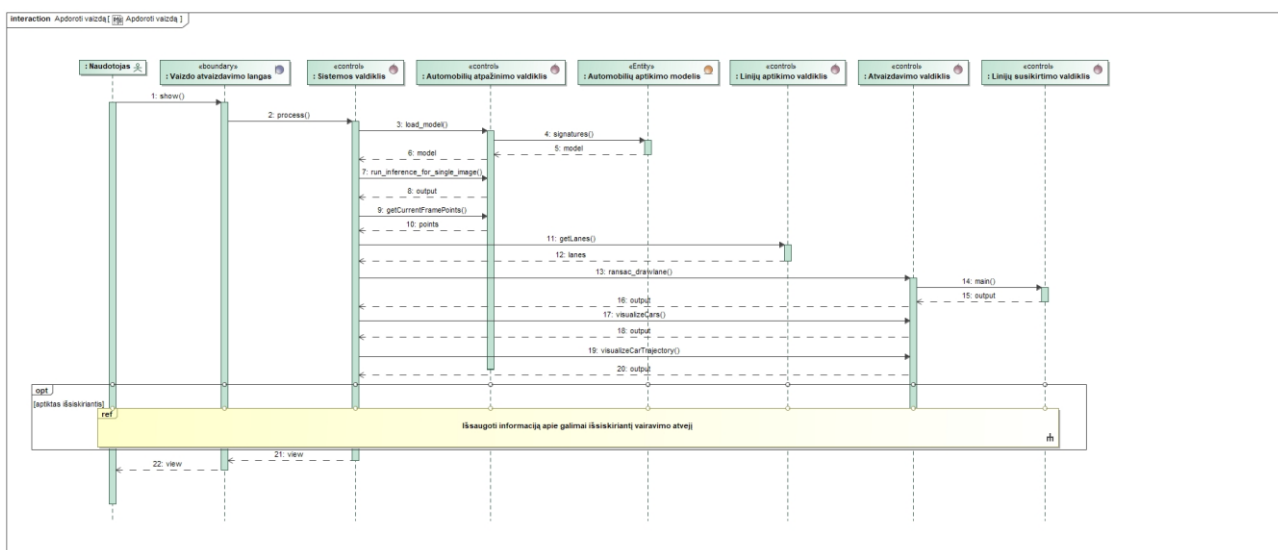 interaction Apdoroti vaizdą [ Apdoroti vaizdą ]
: Naudotojas
«boundary»
: Vaizdo atvaizdavimo langas
«control»
: Sistemos valdiklis
«control»
: Automobilių atpažinimo valdiklis
«Entity»
: Automobilių aptikimo modelis
«control»
: Linijų aptikimo valdiklis
«control»
: Atvaizdavimo valdiklis
«control»
: Linijų susikirtimo valdiklis
1: show()
2: process()
3: load_model()
4: signatures()
5: model
6: model
7: run_inference_for_single_image()
8: output
9: getCurrentFramePoints()
10: points
11: getLanes()
12: lanes
13: ransac_drawlane()
14: main()
15: output
16: output
17: visualizeCars()
18: output
19: visualizeCarTrajectory()
20: output
opt
[aptiktas išsiskiriantis]
ref
Išsaugoti informaciją apie galimai išsiskiriantį vairavimo atvejį
21: view
22: view